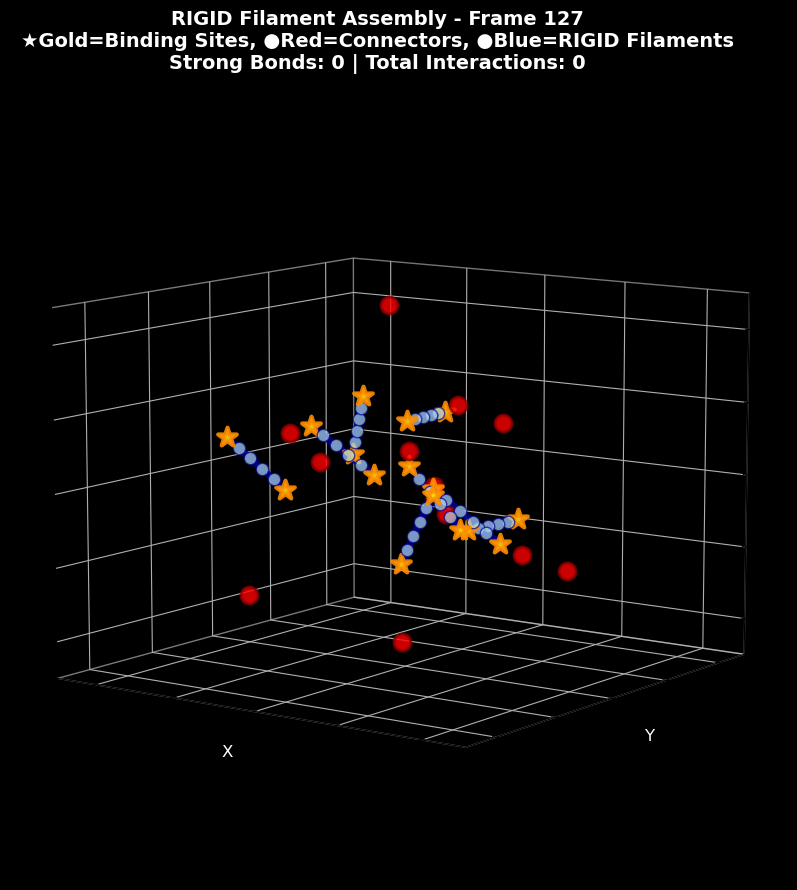 RIGID Filament Assembly - Frame 127
★Gold=Binding Sites, ●Red=Connectors, ●Blue=RIGID Filaments
Strong Bonds: 0 | Total Interactions: 0
X
Y